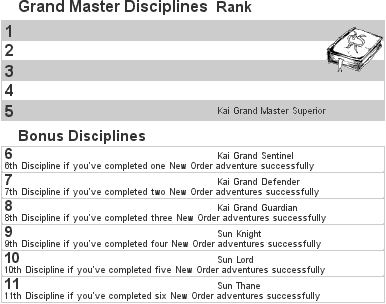 Grand Master Disciplines Rank
1
2
3
4
5 Kai Grand Master Superior
Bonus Disciplines
6 Kai Grand Sentinel
6th Discipline if you've completed one New Order adventure successfully
7 Kai Grand Defender
7th Discipline if you've completed two New Order adventures successfully
8 Kai Grand Guardian
8th Discipline if you've completed three New Order adventures successfully
9 Sun Knight
9th Discipline if you've completed four New Order adventures successfully
10 Sun Lord
10th Discipline if you've completed five New Order adventures successfully
11 Sun Thane
11th Discipline if you've completed six New Order adventures successfully